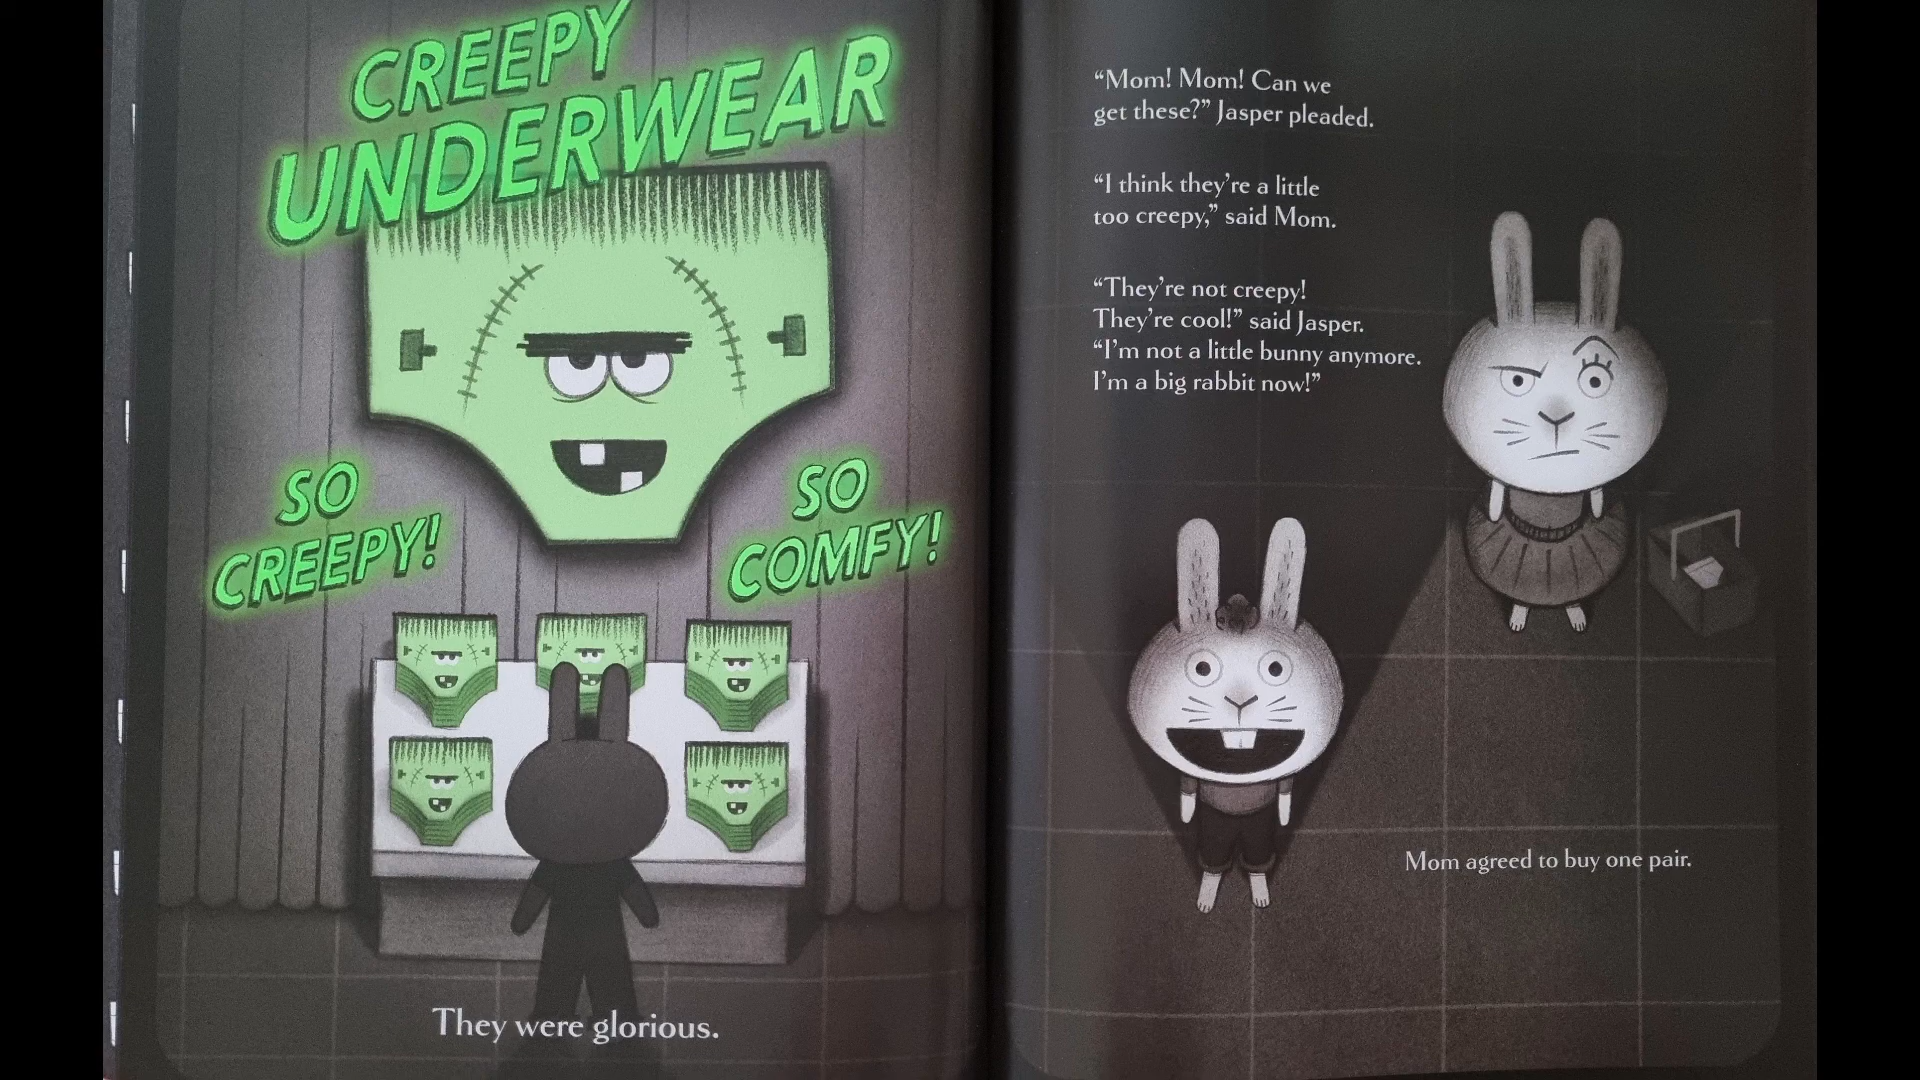 CREEPY
UNDERWEAR
SO
CREEPY!
SO
COMFY!
They were glorious.
“Mom! Mom! Can we
get these?” Jasper pleaded.
“I think they’re a little
too creepy,” said Mom.
“They’re not creepy!
They’re cool!” said Jasper.
“I’m not a little bunny anymore.
I’m a big rabbit now!”
Mom agreed to buy one pair.